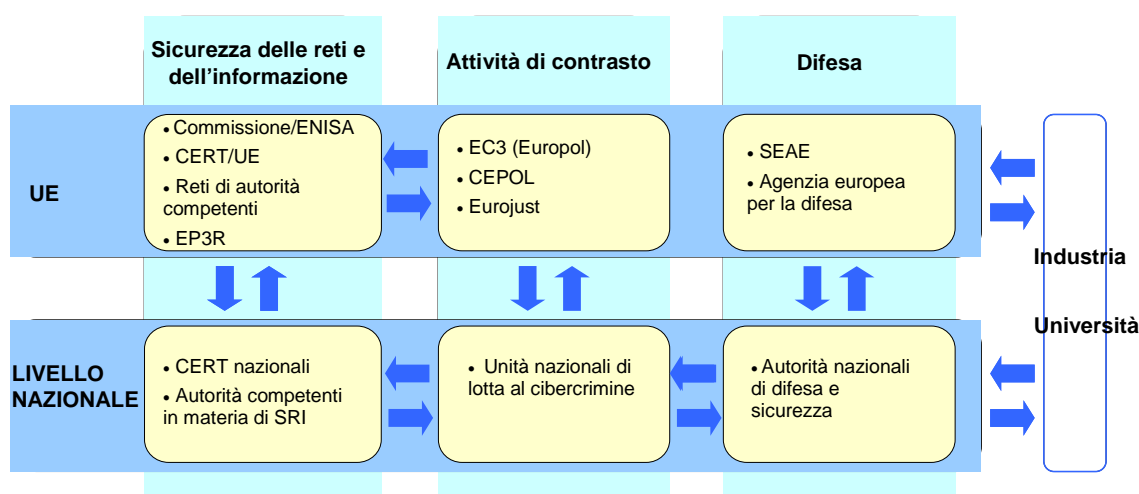 Sicurezza delle reti e
dell'informazione
Attività di contrasto
Difesa
UE
• Commissione/ENISA
• CERT/UE
• Reti di autorità
competenti
• EP3R
• EC3 (Europol)
• CEPOL
• Eurojust
• SEAE
• Agenzia europea
per la difesa
Industria
Università
LIVELLO
NAZIONALE
• CERT nazionali
• Autorità competenti
in materia di SRI
• Unità nazionali di
lotta al cibercrimine
• Autorità nazionali
di difesa e
sicurezza